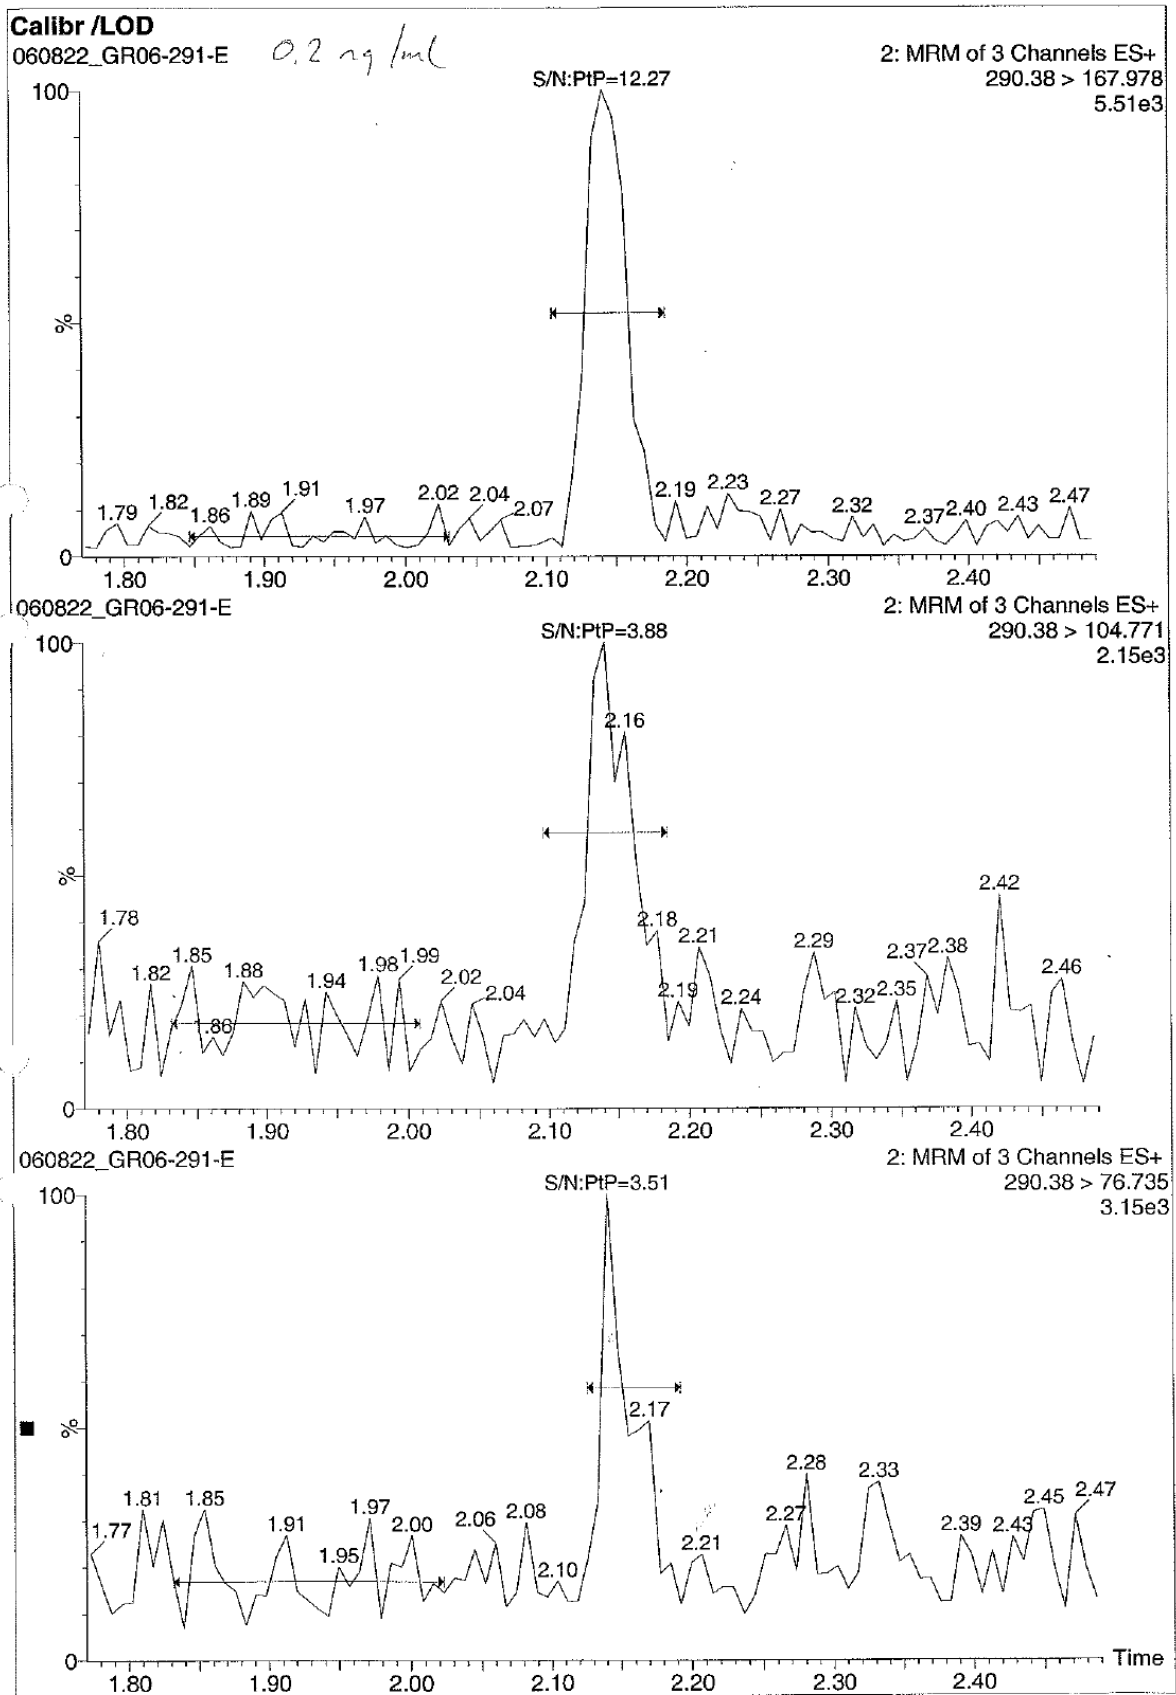 Calibr /LOD
060822_GR06-291-E 0.2 ng/ml 2: MRM of 3 Channels ES+
290.38 > 167.978
5.51e3
S/N:PtP=12.27
100
%
0
1.79 1.82 1.86 1.89 1.91 1.97 2.02 2.04 2.07 2.19 2.23 2.27 2.32 2.37 2.40 2.43 2.47
1.80 1.90 2.00 2.10 2.20 2.30 2.40
060822_GR06-291-E 2: MRM of 3 Channels ES+
290.38 > 104.771
2.15e3
S/N:PtP=3.88
100
%
0
1.78 1.82 1.85 1.86 1.88 1.94 1.98 1.99 2.02 2.04 2.16 2.18 2.19 2.21 2.24 2.29 2.32 2.35 2.37 2.38 2.42 2.46
1.80 1.90 2.00 2.10 2.20 2.30 2.40
060822_GR06-291-E 2: MRM of 3 Channels ES+
290.38 > 76.735
3.15e3
S/N:PtP=3.51
100
%
0
1.77 1.81 1.85 1.91 1.95 1.97 2.00 2.06 2.08 2.10 2.17 2.21 2.27 2.28 2.33 2.39 2.43 2.45 2.47
1.80 1.90 2.00 2.10 2.20 2.30 2.40
Time